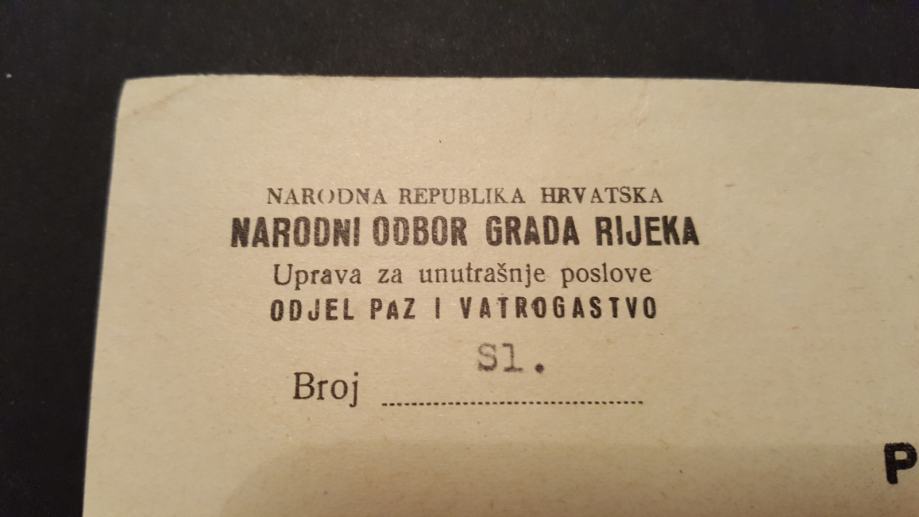 NARODNA REPUBLIKA HRVATSKA
NARODNI ODBOR GRADA RIJEKA
Uprava za unutrašnje poslove
ODJEL PAZ I VATROGASTVO
Sl.
Broj
P